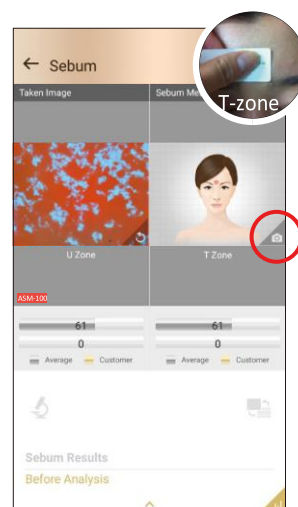 Sebum
T-zone
Taken Image
Sebum Me
U Zone
T Zone
ASM-100
61
61
0
0
Average
Customer
Average
Customer
Sebum Results
Before Analysis